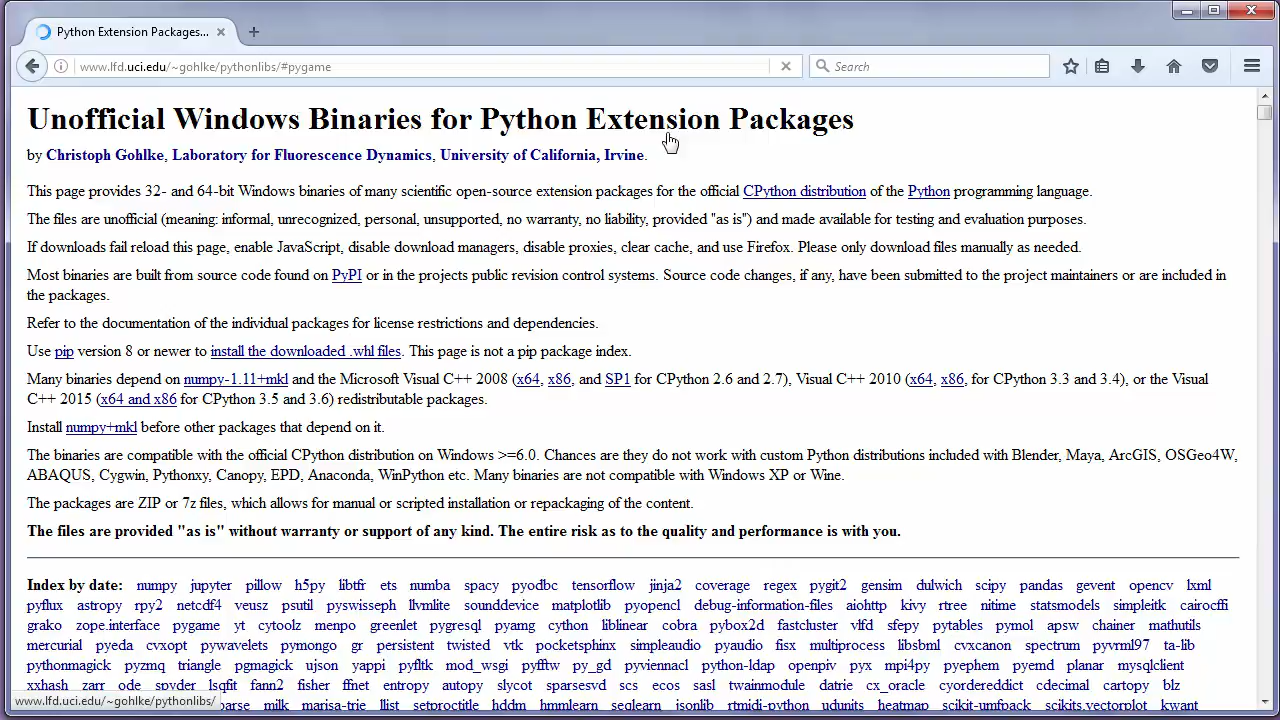 Python Extension Packages...
www.lfd.uci.edu/~gohlke/pythonlibs/#pygame
Search
Unofficial Windows Binaries for Python Extension Packages
by Christoph Gohlke, Laboratory for Fluorescence Dynamics, University of California, Irvine.
This page provides 32- and 64-bit Windows binaries of many scientific open-source extension packages for the official CPython distribution of the Python programming language.
The files are unofficial (meaning: informal, unrecognized, personal, unsupported, no warranty, no liability, provided "as is") and made available for testing and evaluation purposes.
If downloads fail reload this page, enable JavaScript, disable download managers, disable proxies, clear cache, and use Firefox. Please only download files manually as needed.
Most binaries are built from source code found on PyPI or in the projects public revision control systems. Source code changes, if any, have been submitted to the project maintainers or are included in
the packages.
Refer to the documentation of the individual packages for license restrictions and dependencies.
Use pip version 8 or newer to install the downloaded .whl files. This page is not a pip package index.
Many binaries depend on numpy-1.11+mkl and the Microsoft Visual C++ 2008 (x64, x86, and SP1 for CPython 2.6 and 2.7), Visual C++ 2010 (x64, x86, for CPython 3.3 and 3.4), or the Visual
C++ 2015 (x64 and x86 for CPython 3.5 and 3.6) redistributable packages.
Install numpy+mkl before other packages that depend on it.
The binaries are compatible with the official CPython distribution on Windows >=6.0. Chances are they do not work with custom Python distributions included with Blender, Maya, ArcGIS, OSGeo4W,
ABAQUS, Cygwin, Pythonxy, Canopy, EPD, Anaconda, WinPython etc. Many binaries are not compatible with Windows XP or Wine.
The packages are ZIP or 7z files, which allows for manual or scripted installation or repackaging of the content.
The files are provided "as is" without warranty or support of any kind. The entire risk as to the quality and performance is with you.
Index by date: numpy jupyter pillow h5py libtfr ets numba spacy pyodbc tensorflow jinja2 coverage regex pygit2 gensim dulwich scipy pandas gevent opencv lxml
pyflux astropy rpy2 netcdf4 veusz psutil pyswisseph llvmlite sounddevice matplotlib pyopencl debug-information-files aiohttp kivy rtree nitime statsmodels simpleitk cairocffi
grako zope.interface pygame yt cytoolz menpo greenlet pygresql pyamg cython liblinear cobra pybox2d fastcluster vlfd sfepy pytables pymol apsw chainer mathutils
mercurial pyeda cvxopt pywavelets pymongo gr persistent twisted vtk pocketsphinx simpleaudio pyaudio fisx multiprocess libsbml cvxcanon spectrum pyvrml97 ta-lib
pythonmagick pyzmq triangle pgmagick ujson yappi pyfltk mod_wsgi pyfftw py_gd pyviennacl python-ldap openpiv pyx mpi4py pyephem pyemd planar mysqlclient
xxhash zarr ode spyder lsqfit fann2 fisher ffnet entropy autopy slycot sparsesvd scs ecos sasl twainmodule datrie cx_oracle cyordereddict cdecimal cartopy blz
www.lfd.uci.edu/~gohlke/pythonlibs/ milk marisa-trie llist setproctitle hddm hmmlearn seqlearn jsonlib rtmidi-python udunits heatmap scikit-umfpack scikits.vectorplot kwant